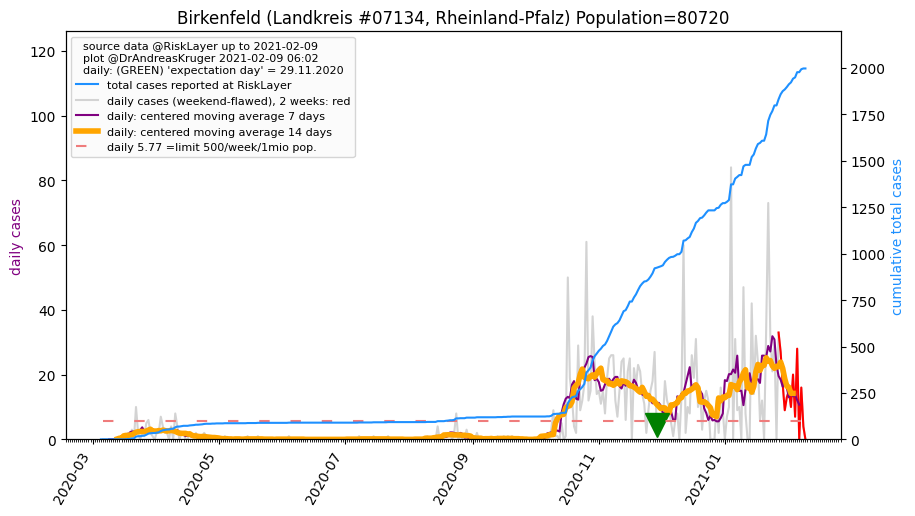 Birkenfeld (Landkreis #07134, Rheinland-Pfalz) Population=80720
source data @RiskLayer up to 2021-02-09
plot @DrAndreasKruger 2021-02-09 06:02
daily: (GREEN) 'expectation day' = 29.11.2020
total cases reported at RiskLayer
daily cases (weekend-flawed), 2 weeks: red
daily: centered moving average 7 days
daily: centered moving average 14 days
daily 5.77 =limit 500/week/1mio pop.
daily cases
120
100
80
60
40
20
0
cumulative total cases
2000
1750
1500
1250
1000
750
500
250
0
2020-03
2020-05
2020-07
2020-09
2020-11
2021-01